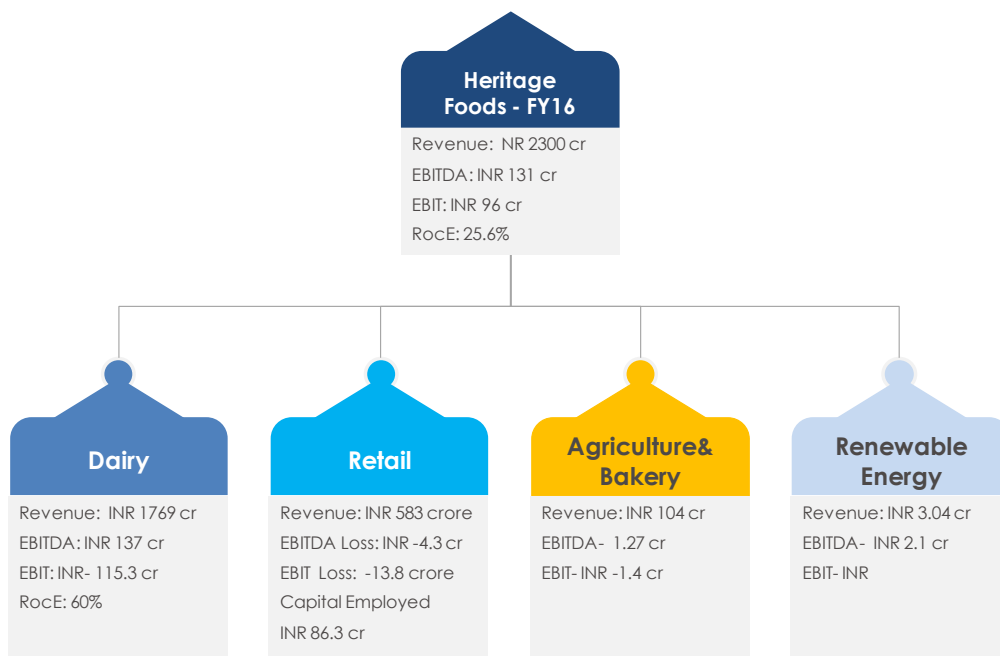 Heritage
Foods - FY16
Revenue: NR 2300 cr
EBITDA: INR 131 cr
EBIT: INR 96 cr
RocE: 25.6%
Dairy
Revenue: INR 1769 cr
EBITDA: INR 137 cr
EBIT: INR- 115.3 cr
RocE: 60%
Retail
Revenue: INR 583 crore
EBITDA Loss: INR -4.3 cr
EBIT Loss: -13.8 crore
Capital Employed
INR 86.3 cr
Agriculture&
Bakery
Revenue: INR 104 cr
EBITDA- 1.27 cr
EBIT- INR -1.4 cr
Renewable
Energy
Revenue: INR 3.04 cr
EBITDA- INR 2.1 cr
EBIT- INR